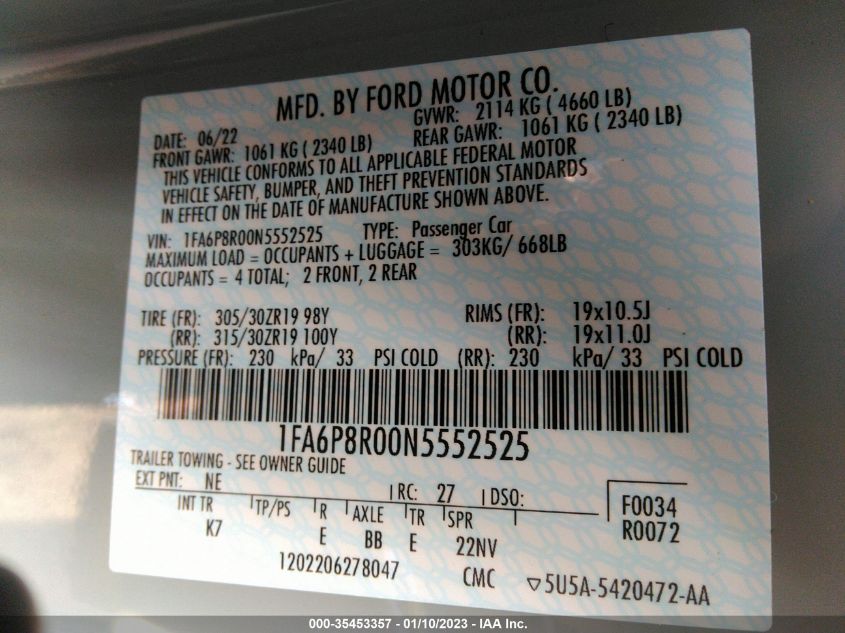 MFD. BY FORD MOTOR CO.
DATE: 06/22 GVWR: 2114 KG ( 4660 LB)
FRONT GAWR: 1061 KG ( 2340 LB) REAR GAWR: 1061 KG ( 2340 LB)
THIS VEHICLE CONFORMS TO ALL APPLICABLE FEDERAL MOTOR
VEHICLE SAFETY, BUMPER, AND THEFT PREVENTION STANDARDS
IN EFFECT ON THE DATE OF MANUFACTURE SHOWN ABOVE.
VIN: 1FA6P8R00N5552525 TYPE: Passenger Car
MAXIMUM LOAD = OCCUPANTS + LUGGAGE = 303KG/ 668LB
OCCUPANTS = 4 TOTAL; 2 FRONT, 2 REAR
TIRE (FR): 305/30ZR19 98Y RIMS (FR): 19x10.5J
(RR): 315/30ZR19 100Y (RR): 19x11.0J
PRESSURE (FR): 230 kPa/ 33 PSI COLD (RR): 230 kPa/ 33 PSI COLD
1FA6P8R00N5552525
TRAILER TOWING - SEE OWNER GUIDE
EXT PNT: NE RC: 27 DSO: F0034
INT TR TP/PS R AXLE TR SPR R0072
K7 E BB E 22NV
1202206278047 CMC ▽5U5A-5420472-AA
000-35453357 — 01/10/2023 — IAA Inc.